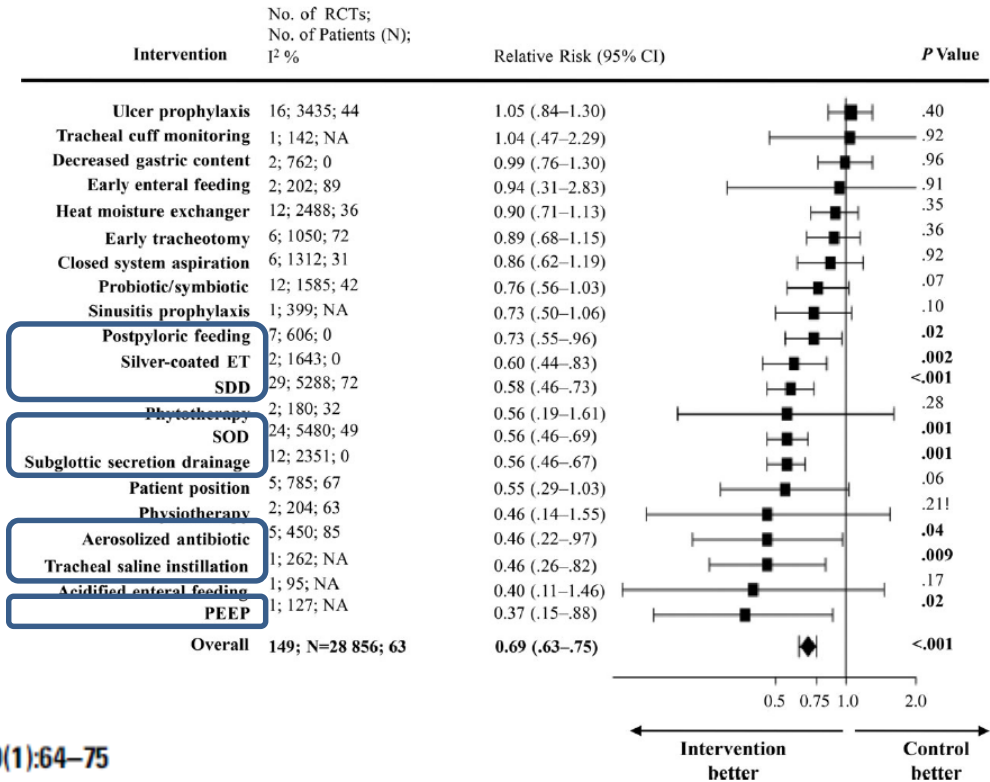 No. of RCTs;
No. of Patients (N);
Intervention I² % Relative Risk (95% CI) P Value
Ulcer prophylaxis 16; 3435; 44 1.05 (.84–1.30) .40
Tracheal cuff monitoring 1; 142; NA 1.04 (.47–2.29) .92
Decreased gastric content 2; 762; 0 0.99 (.76–1.30) .96
Early enteral feeding 2; 202; 89 0.94 (.31–2.83) .91
Heat moisture exchanger 12; 2488; 36 0.90 (.71–1.13) .35
Early tracheotomy 6; 1050; 72 0.89 (.68–1.15) .36
Closed system aspiration 6; 1312; 31 0.86 (.62–1.19) .92
Probiotic/symbiotic 12; 1585; 42 0.76 (.56–1.03) .07
Sinusitis prophylaxis 1; 399; NA 0.73 (.50–1.06) .10
Postpyloric feeding 7; 606; 0 0.73 (.55–.96) .02
Silver-coated ET 2; 1643; 0 0.60 (.44–.83) .002
SDD 29; 5288; 72 0.58 (.46–.73) <.001
Phytotherapy 2; 180; 32 0.56 (.19–1.61) .28
SOD 24; 5480; 49 0.56 (.46–.69) .001
Subglottic secretion drainage 12; 2351; 0 0.56 (.46–.67) .001
Patient position 5; 785; 67 0.55 (.29–1.03) .06
Physiotherapy 2; 204; 63 0.46 (.14–1.55) .21!
Aerosolized antibiotic 5; 450; 85 0.46 (.22–.97) .04
Tracheal saline instillation 1; 262; NA 0.46 (.26–.82) .009
Acidified enteral feeding 1; 95; NA 0.40 (.11–1.46) .17
PEEP 1; 127; NA 0.37 (.15–.88) .02
Overall 149; N=28 856; 63 0.69 (.63–.75) <.001
0.5 0.75 1.0 2.0
Intervention better Control better
(1):64–75